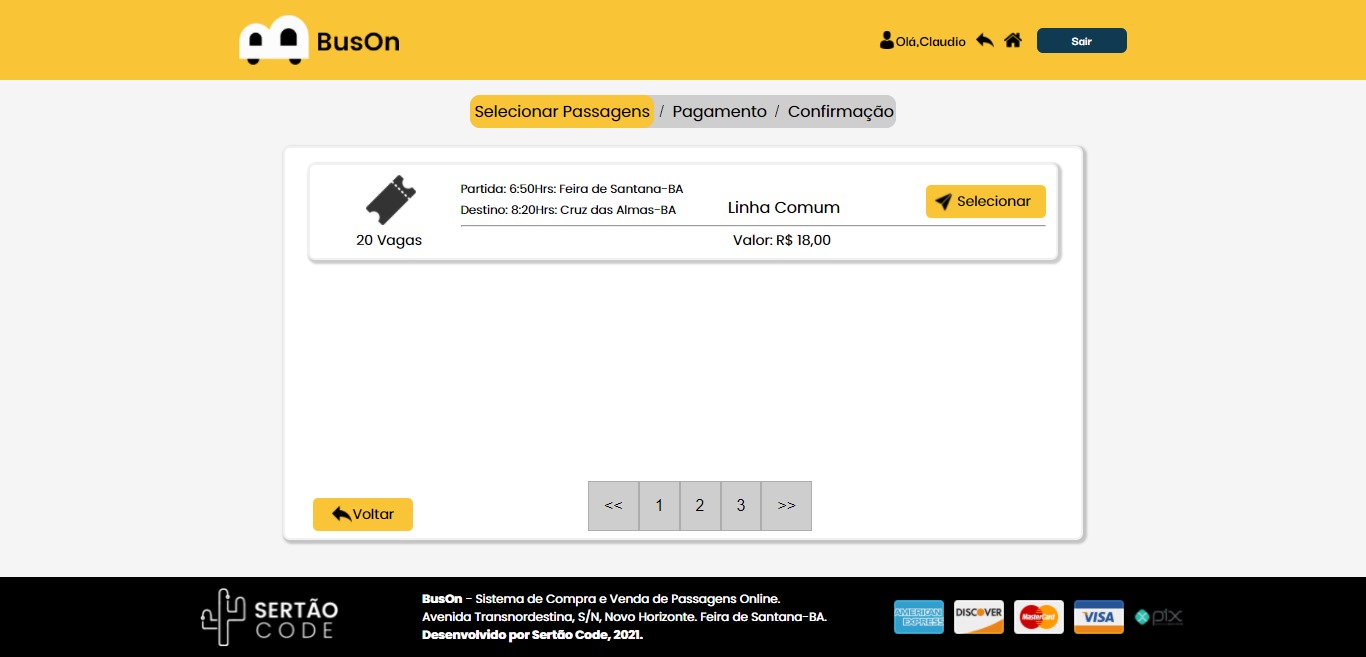 BusOn
Olá,Claudio
Sair
Selecionar Passagens / Pagamento / Confirmação
Partida: 6:50Hrs: Feira de Santana-BA
Destino: 8:20Hrs: Cruz das Almas-BA
Linha Comum
Selecionar
20 Vagas
Valor: R$ 18,00
Voltar
<< 1 2 3 >>
SERTÃO
CODE
BusOn - Sistema de Compra e Venda de Passagens Online.
Avenida Transnordestina, S/N, Novo Horizonte. Feira de Santana-BA.
Desenvolvido por Sertão Code, 2021.
AMERICAN
EXPRESS
DISCOVER
MasterCard
VISA
pix